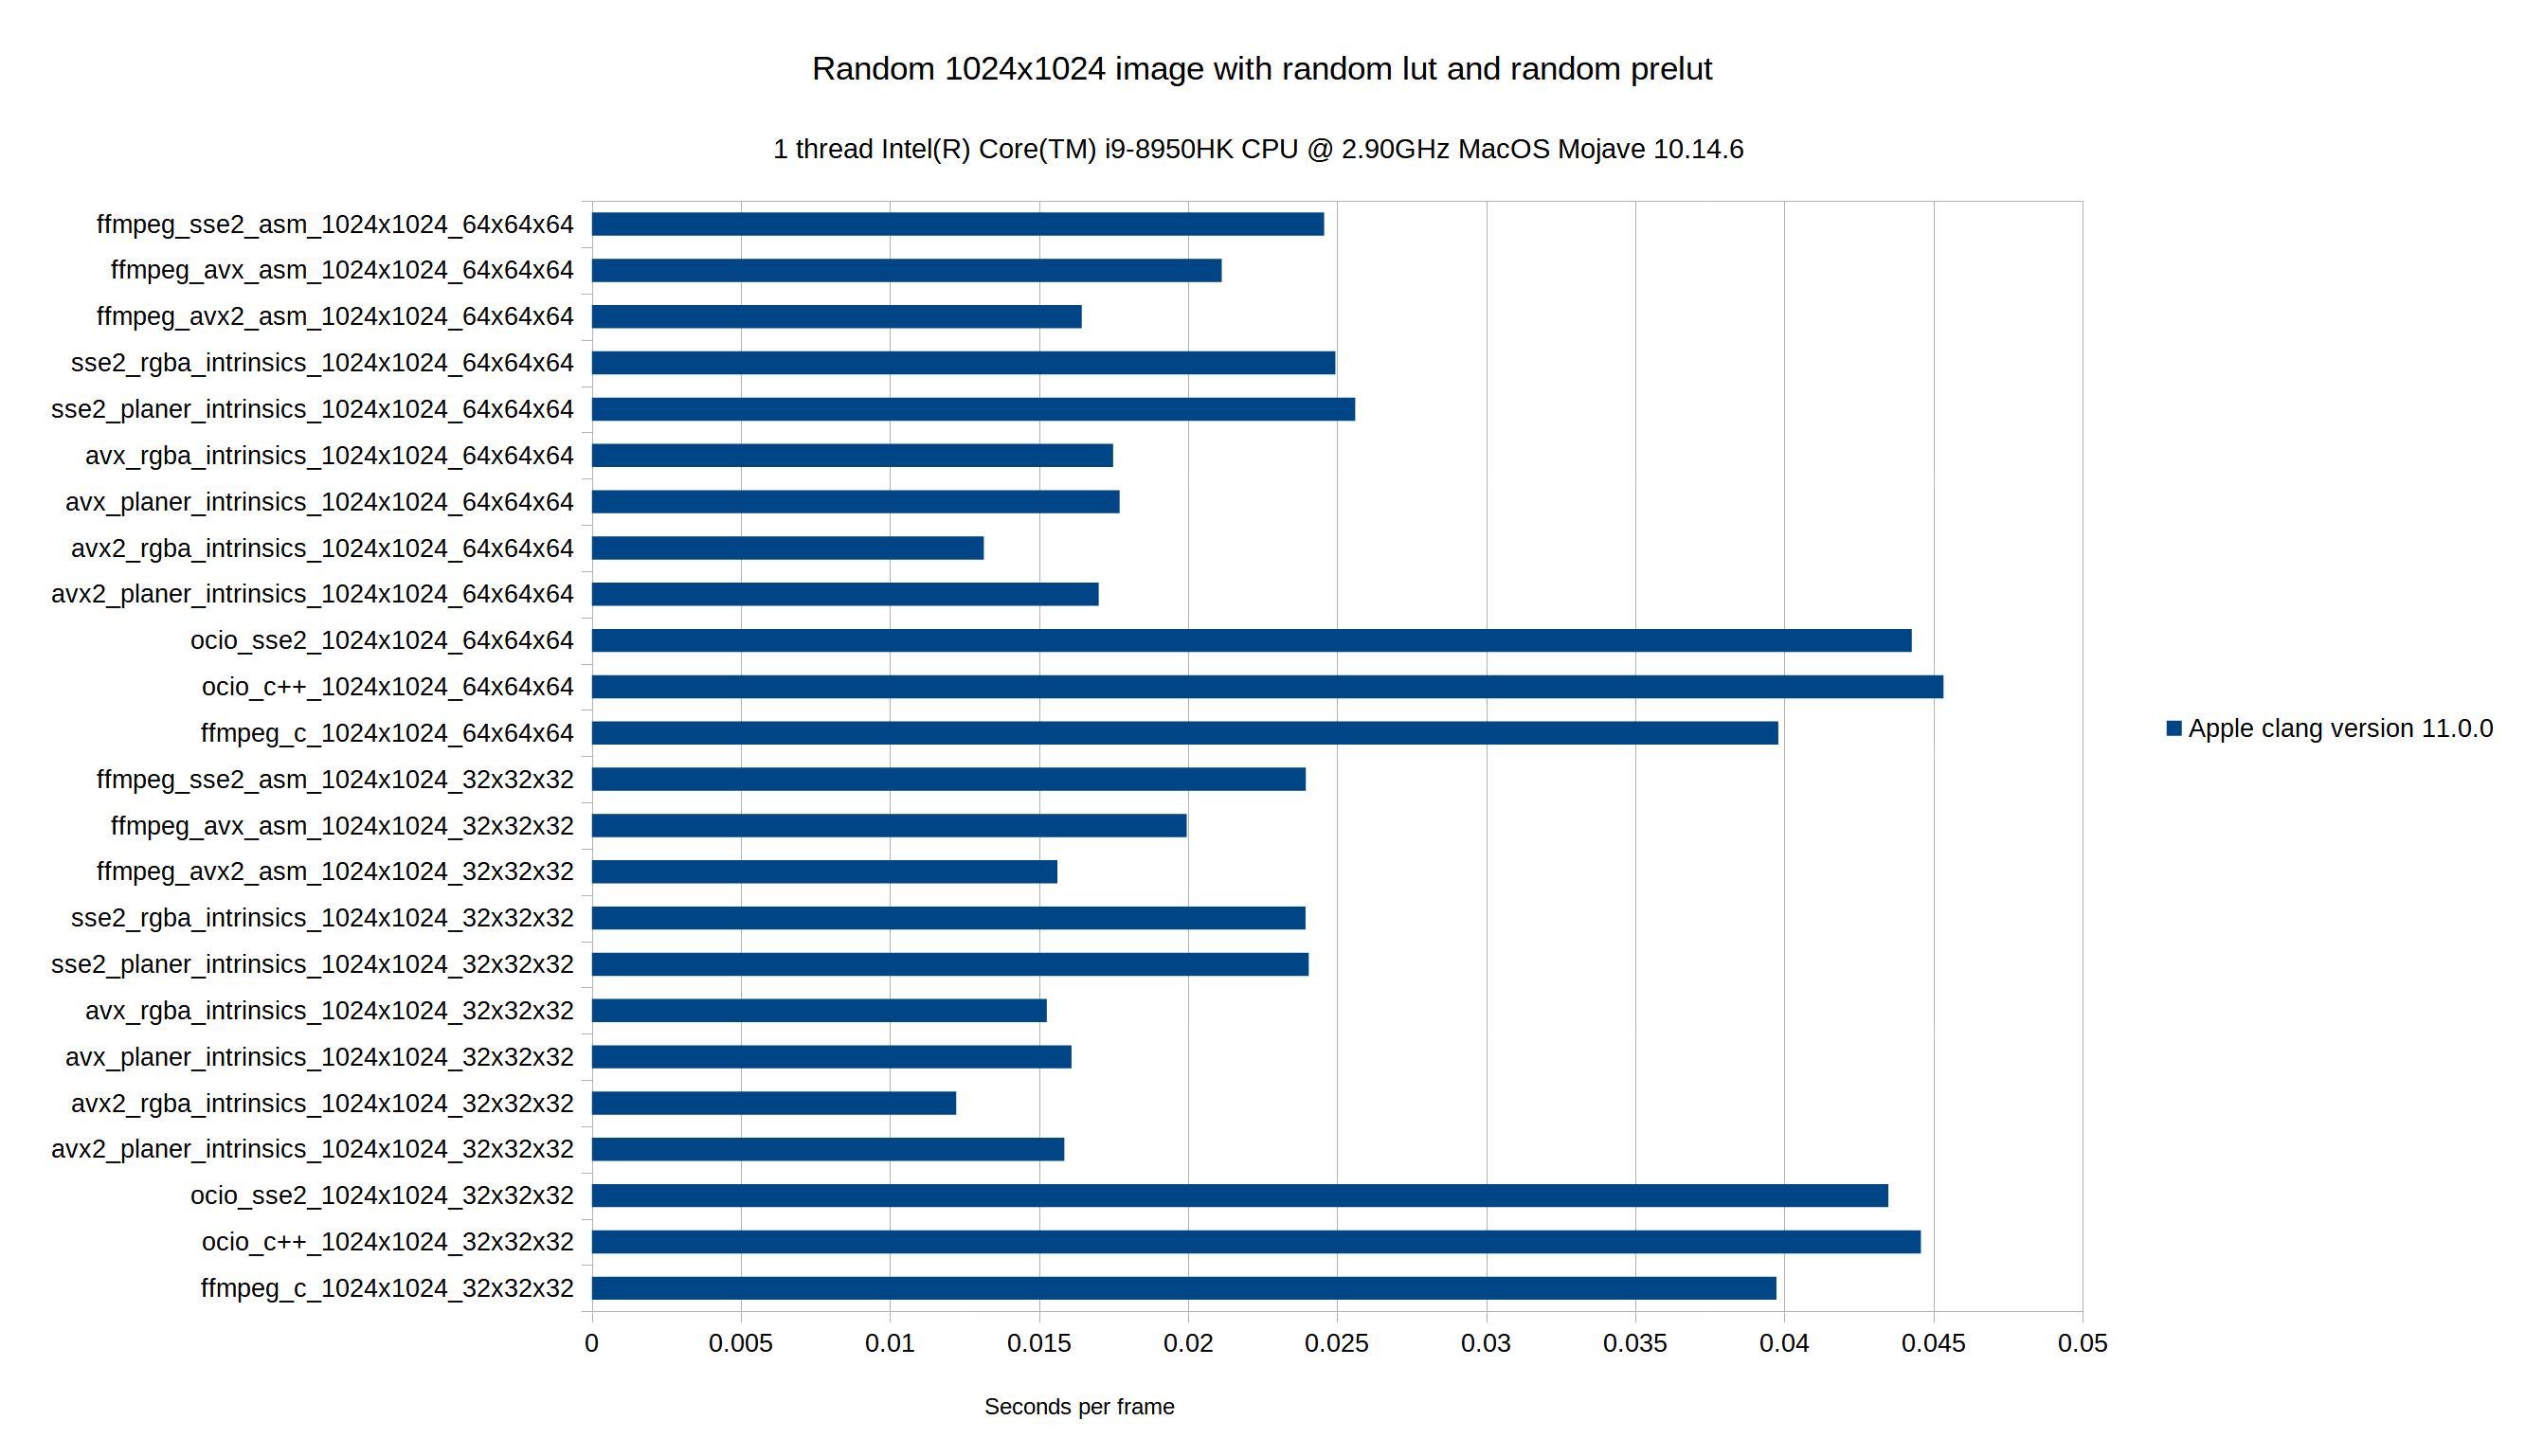 Random 1024x1024 image with random lut and random prelut
1 thread Intel(R) Core(TM) i9-8950HK CPU @ 2.90GHz MacOS Mojave 10.14.6
ffmpeg_sse2_asm_1024x1024_64x64x64
ffmpeg_avx_asm_1024x1024_64x64x64
ffmpeg_avx2_asm_1024x1024_64x64x64
sse2_rgba_intrinsics_1024x1024_64x64x64
sse2_planer_intrinsics_1024x1024_64x64x64
avx_rgba_intrinsics_1024x1024_64x64x64
avx_planer_intrinsics_1024x1024_64x64x64
avx2_rgba_intrinsics_1024x1024_64x64x64
avx2_planer_intrinsics_1024x1024_64x64x64
ocio_sse2_1024x1024_64x64x64
ocio_c++_1024x1024_64x64x64
ffmpeg_c_1024x1024_64x64x64
ffmpeg_sse2_asm_1024x1024_32x32x32
ffmpeg_avx_asm_1024x1024_32x32x32
ffmpeg_avx2_asm_1024x1024_32x32x32
sse2_rgba_intrinsics_1024x1024_32x32x32
sse2_planer_intrinsics_1024x1024_32x32x32
avx_rgba_intrinsics_1024x1024_32x32x32
avx_planer_intrinsics_1024x1024_32x32x32
avx2_rgba_intrinsics_1024x1024_32x32x32
avx2_planer_intrinsics_1024x1024_32x32x32
ocio_sse2_1024x1024_32x32x32
ocio_c++_1024x1024_32x32x32
ffmpeg_c_1024x1024_32x32x32
0 0.005 0.01 0.015 0.02 0.025 0.03 0.035 0.04 0.045 0.05
Seconds per frame
Apple clang version 11.0.0